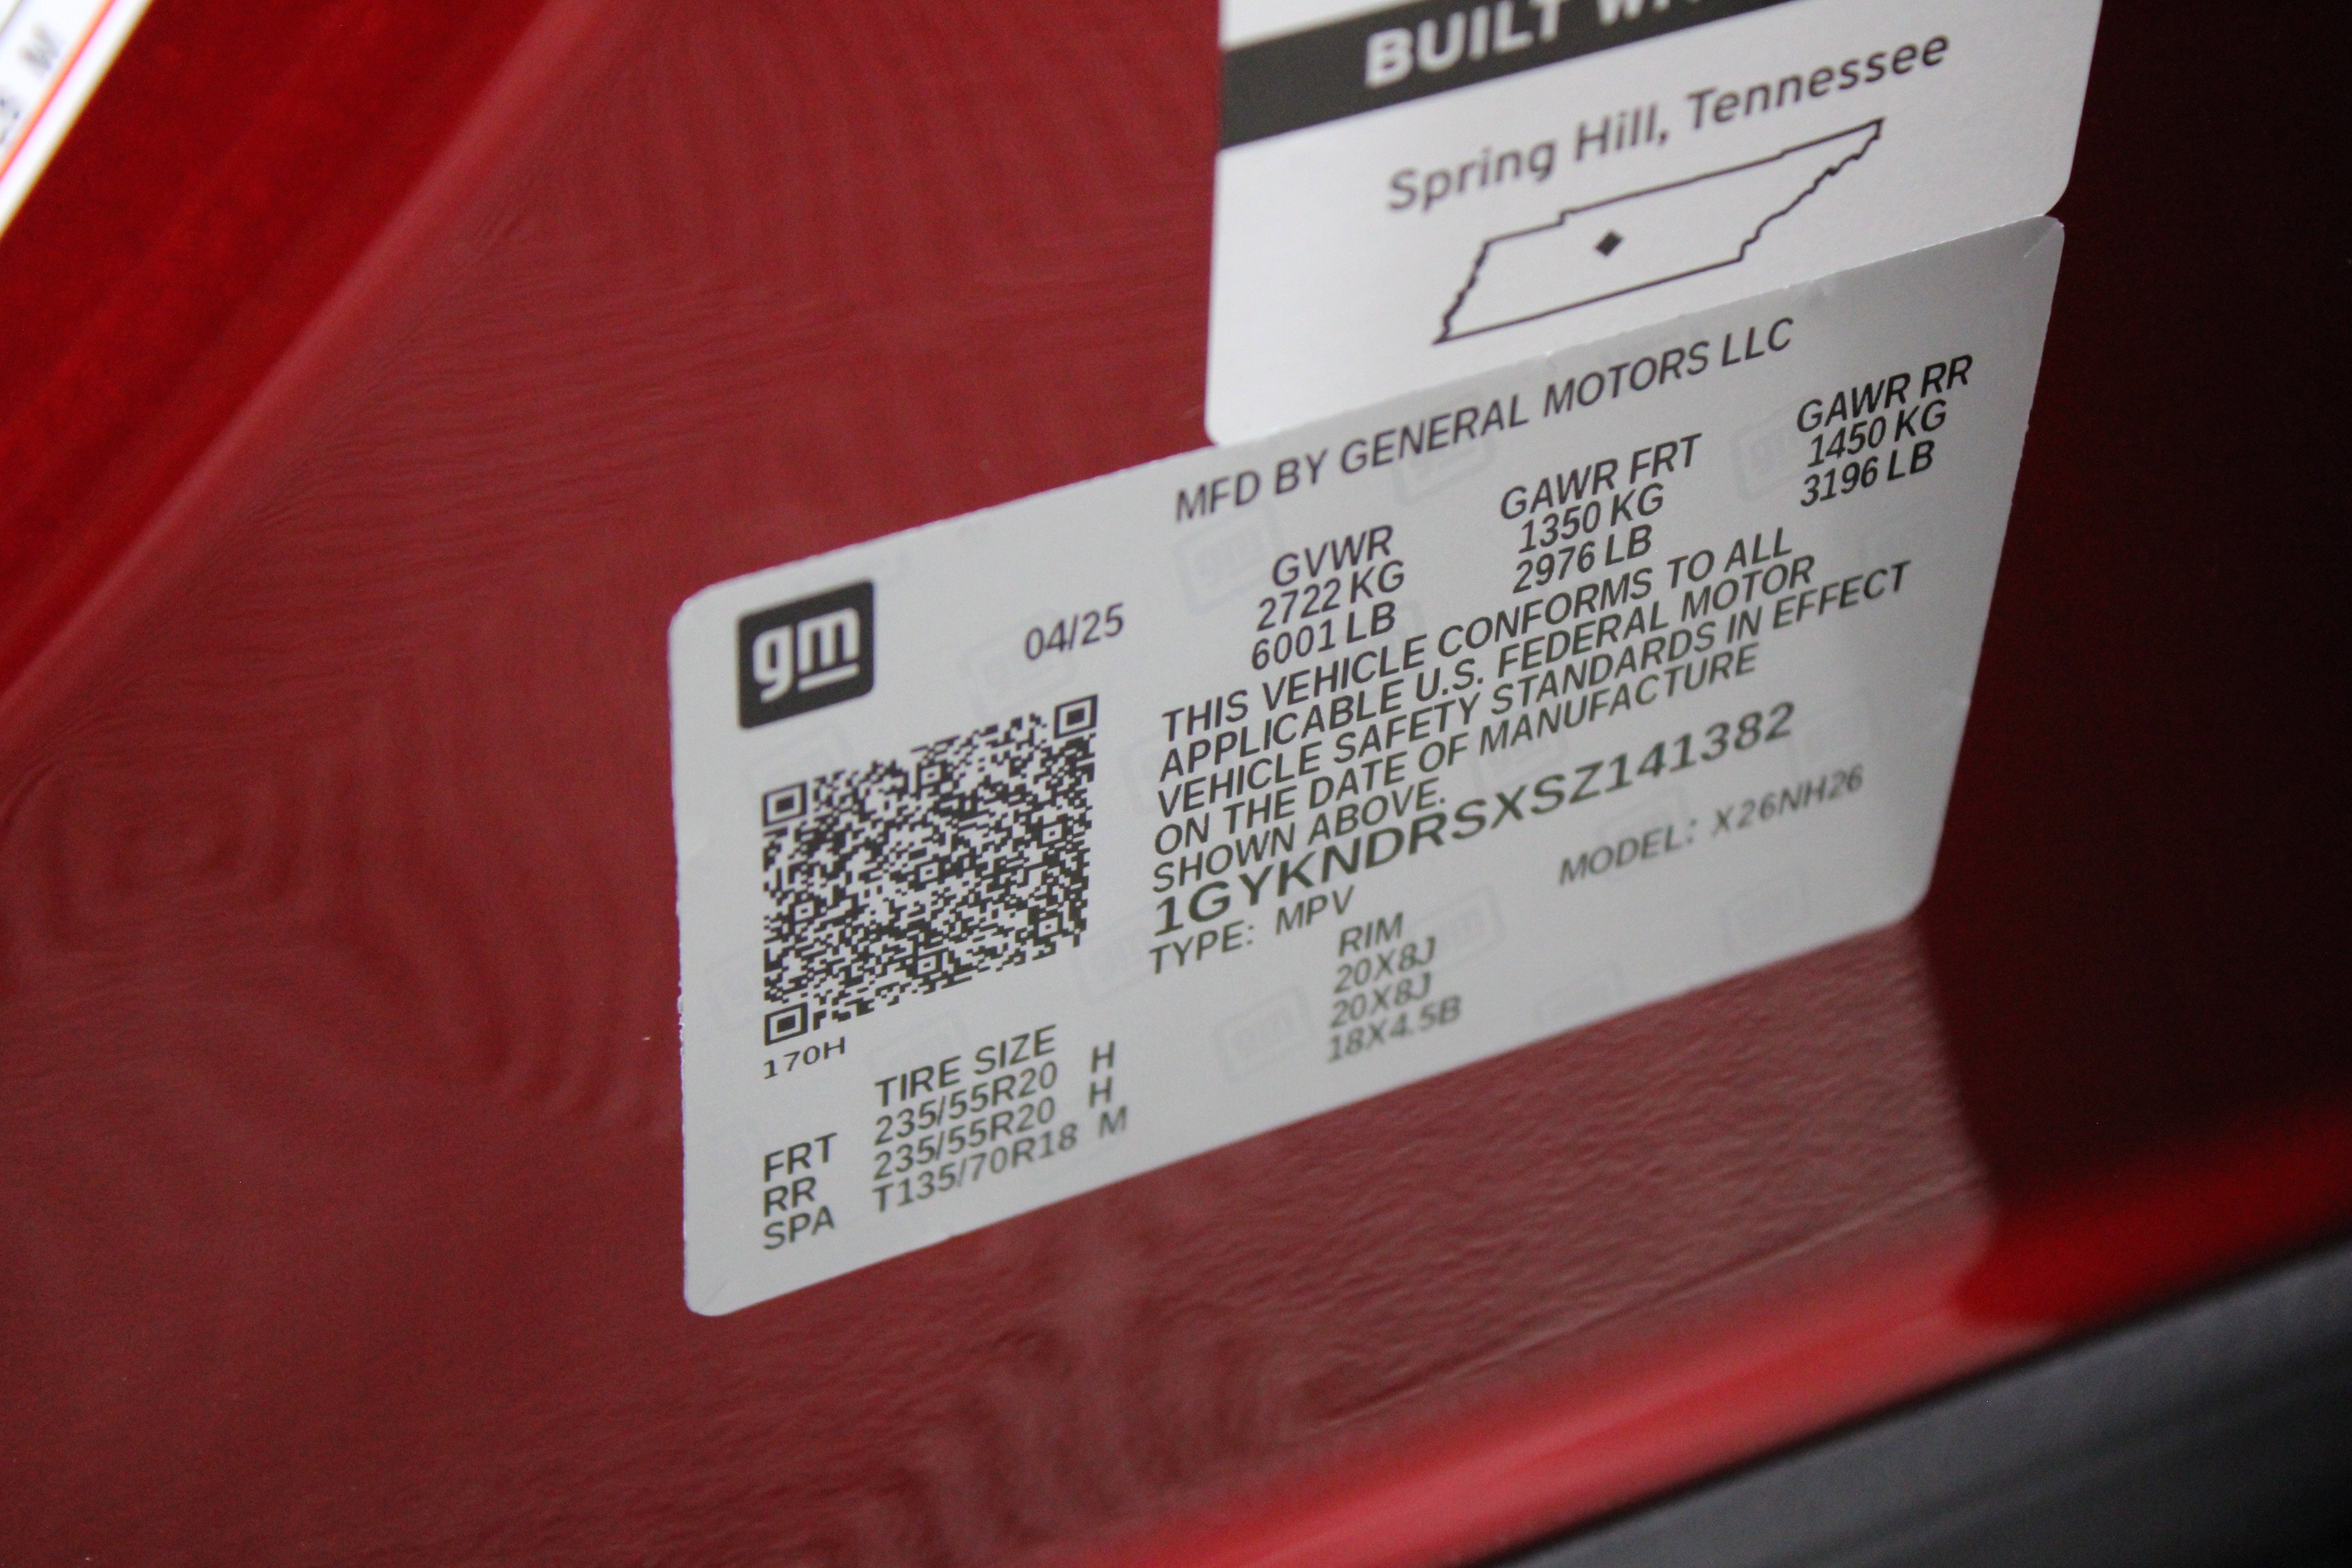 BUILT
Spring Hill, Tennessee
MFD BY GENERAL MOTORS LLC
gm
04/25
GVWR GAWR FRT GAWR RR
2722 KG 1350 KG 1450 KG
6001 LB 2976 LB 3196 LB
THIS VEHICLE CONFORMS TO ALL
APPLICABLE U.S. FEDERAL MOTOR
VEHICLE SAFETY STANDARDS IN EFFECT
ON THE DATE OF MANUFACTURE
SHOWN ABOVE.
1GYKNDRSXSZ141382
TYPE: MPV MODEL: X26NH26
170H
TIRE SIZE RIM
FRT 235/55R20 H 20X8J
RR 235/55R20 H 20X8J
SPA T135/70R18 M 18X4.5B